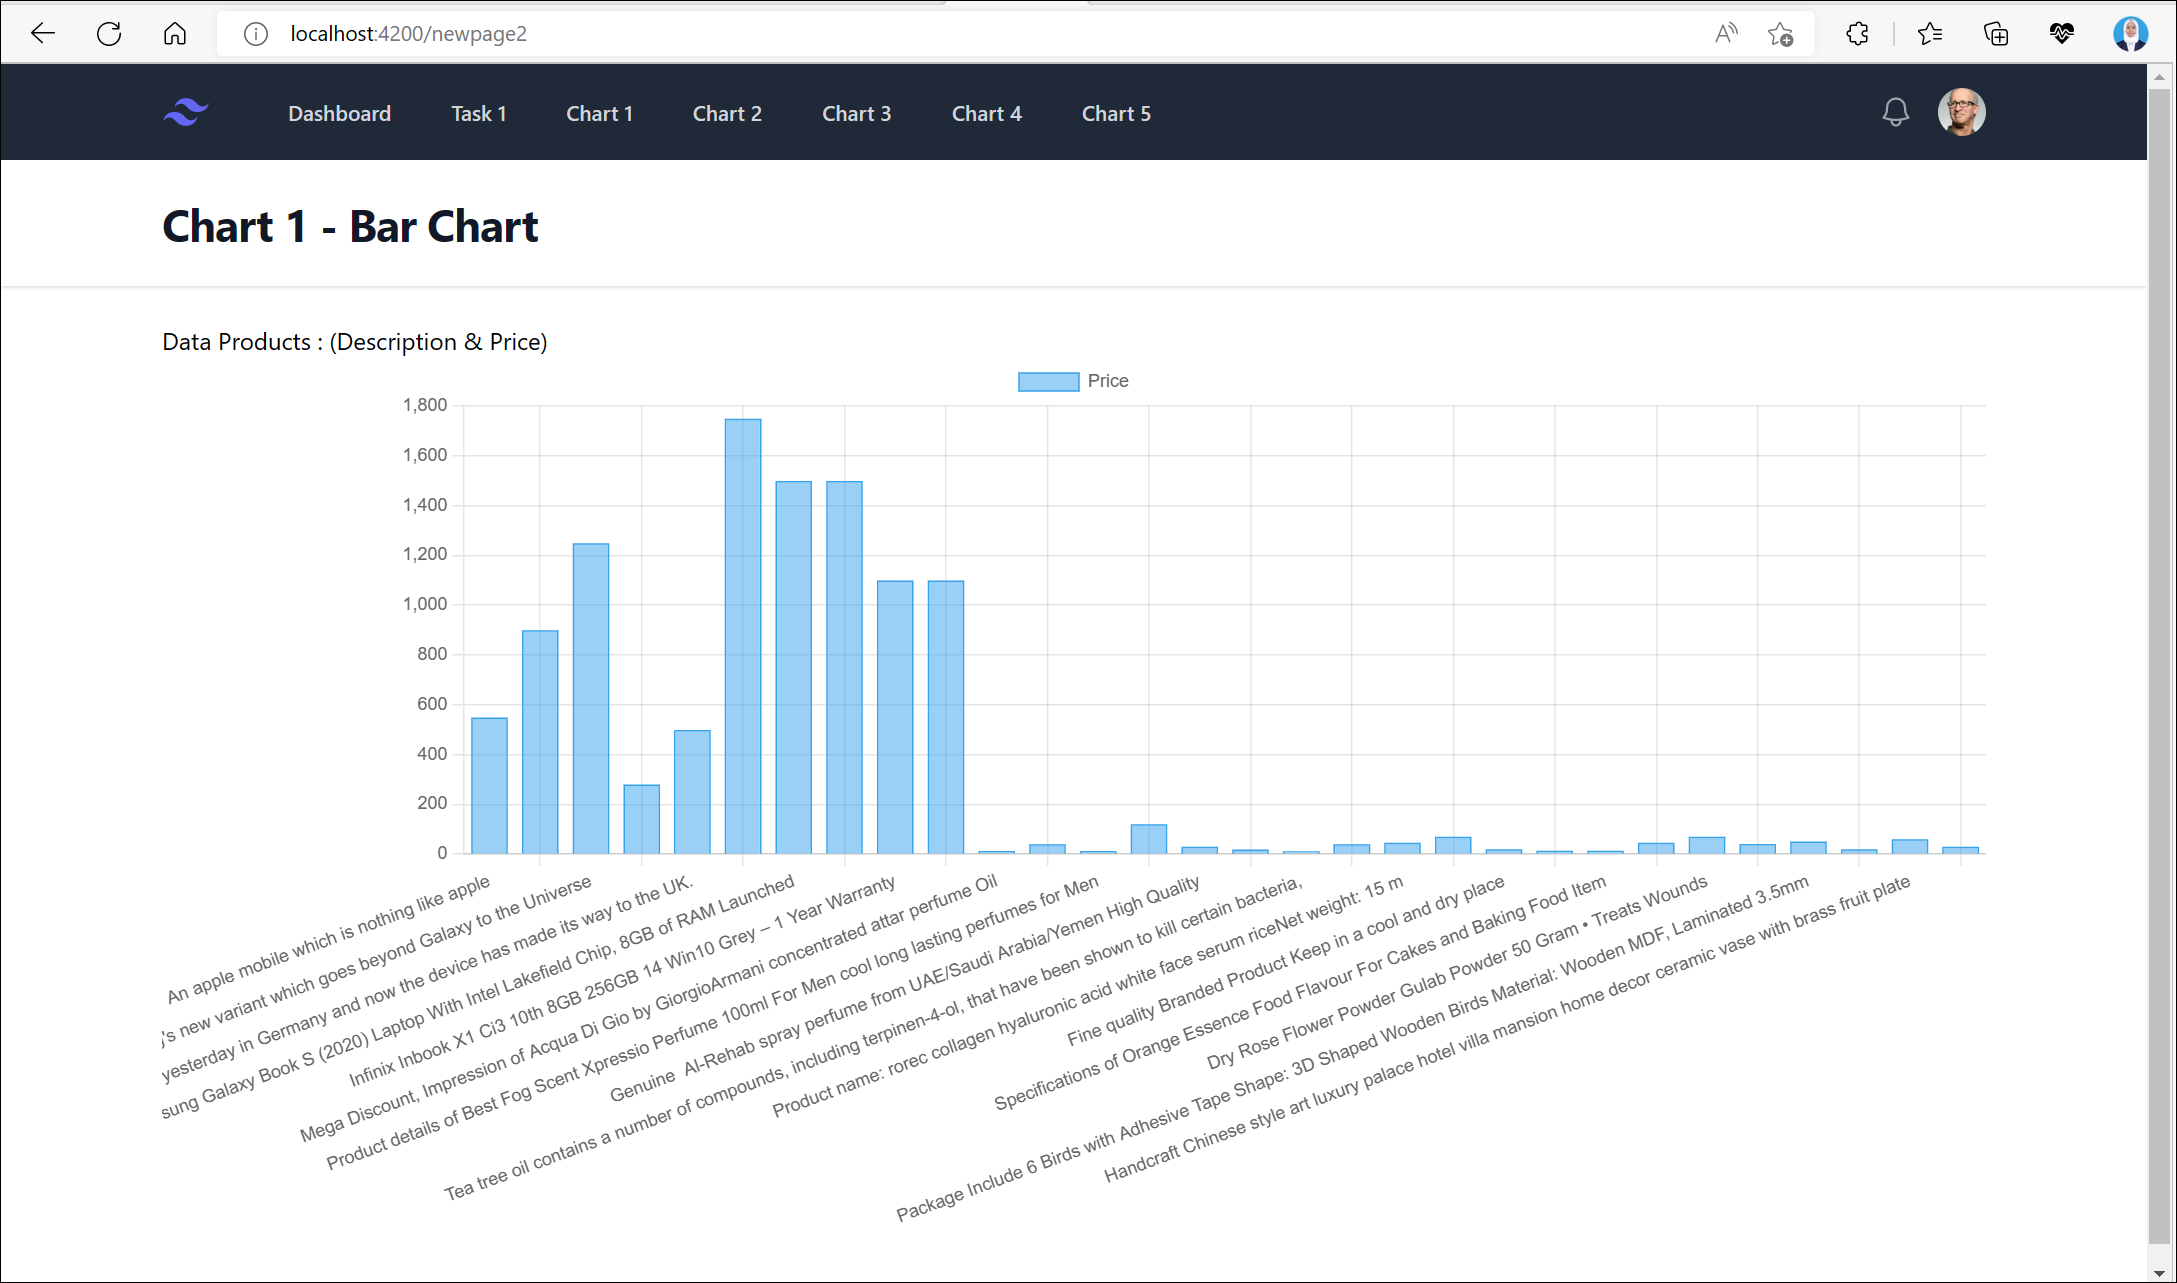 localhost:4200/newpage2
Dashboard
Task 1
Chart 1
Chart 2
Chart 3
Chart 4
Chart 5
Chart 1 - Bar Chart
Data Products : (Description & Price)
Price
1,800
1,600
1,400
1,200
1,000
800
600
400
200
0
An apple mobile which is nothing like apple
's new variant which goes beyond Galaxy to the Universe
yesterday in Germany and now the device has made its way to the UK.
sung Galaxy Book S (2020) Laptop With Intel Lakefield Chip, 8GB of RAM Launched
Infinix Inbook X1 Ci3 10th 8GB 256GB 14 Win10 Grey – 1 Year Warranty
Mega Discount, Impression of Acqua Di Gio by GiorgioArmani concentrated attar perfume Oil
Product details of Best Fog Scent Xpressio Perfume 100ml For Men cool long lasting perfumes for Men
Genuine  Al-Rehab spray perfume from UAE/Saudi Arabia/Yemen High Quality
Tea tree oil contains a number of compounds, including terpinen-4-ol, that have been shown to kill certain bacteria,
Product name: rorec collagen hyaluronic acid white face serum riceNet weight: 15 m
Fine quality Branded Product Keep in a cool and dry place
Specifications of Orange Essence Food Flavour For Cakes and Baking Food Item
Dry Rose Flower Powder Gulab Powder 50 Gram • Treats Wounds
Package Include 6 Birds with Adhesive Tape Shape: 3D Shaped Wooden Birds Material: Wooden MDF, Laminated 3.5mm
Handcraft Chinese style art luxury palace hotel villa mansion home decor ceramic vase with brass fruit plate